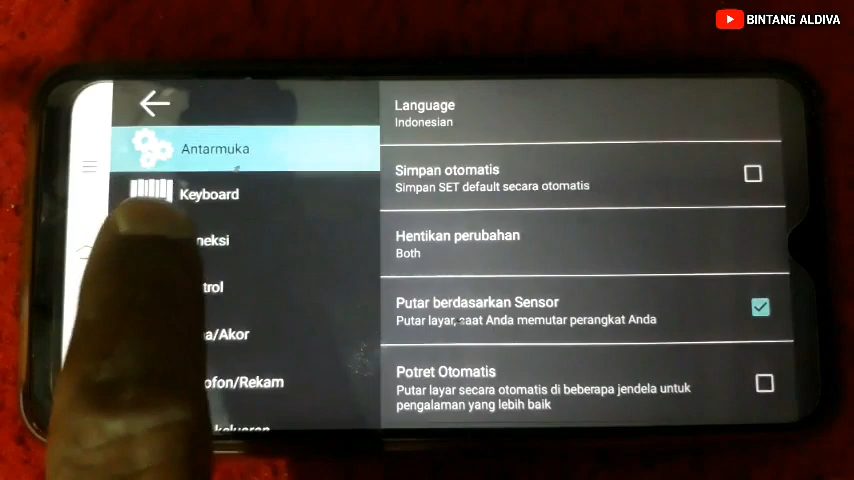 BINTANG ALDIVA
Language
Indonesian
Antarmuka
Simpan otomatis
Simpan SET default secara otomatis
Keyboard
Hentikan perubahan
Both
neksi
trol
Putar berdasarkan Sensor
Putar layar, saat Anda memutar perangkat Anda
a/Akor
Potret Otomatis
Putar layar secara otomatis di beberapa jendela untuk
pengalaman yang lebih baik
ofon/Rekam
keluaran